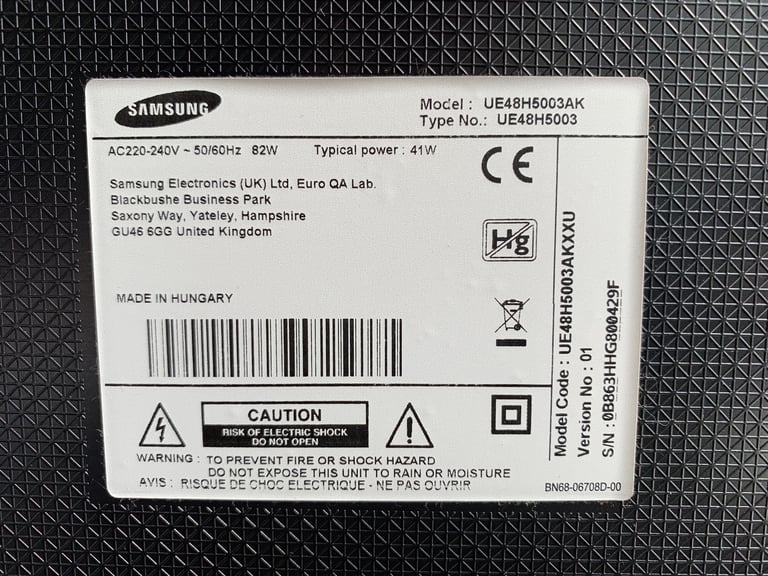 SAMSUNG
Model : UE48H5003AK
Type No.: UE48H5003
AC220-240V ~ 50/60Hz 82W Typical power : 41W
Samsung Electronics (UK) Ltd, Euro QA Lab.
Blackbushe Business Park
Saxony Way, Yateley, Hampshire
GU46 6GG United Kingdom
CE
Hg
MADE IN HUNGARY
CAUTION
RISK OF ELECTRIC SHOCK
DO NOT OPEN
WARNING : TO PREVENT FIRE OR SHOCK HAZARD
DO NOT EXPOSE THIS UNIT TO RAIN OR MOISTURE
AVIS : RISQUE DE CHOC ELECTRIQUE - NE PAS OUVRIR
Model Code : UE48H5003AKXXU
Version No : 01
S/N : 0B863HHG800429F
BN68-06708D-00